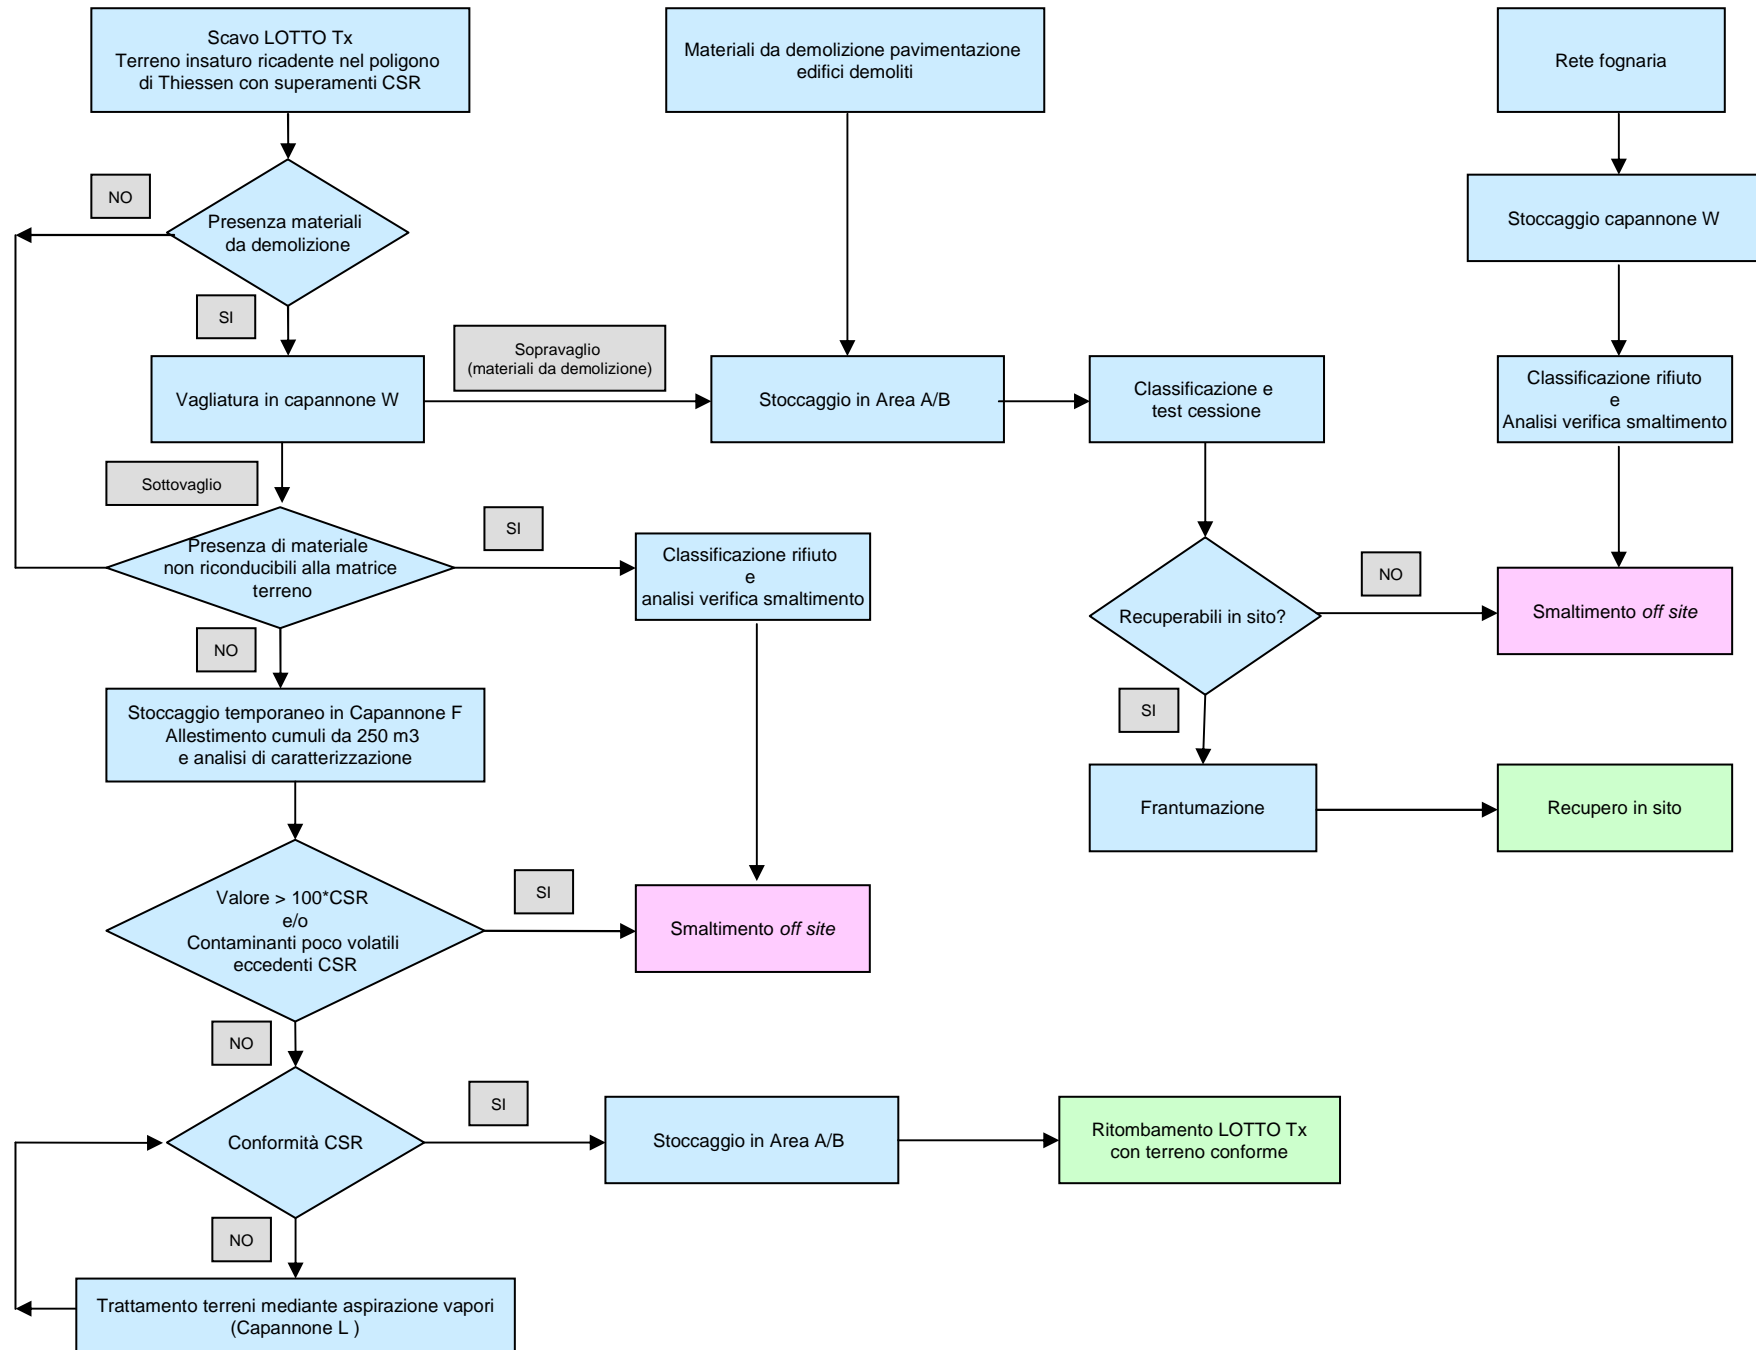 Scavo LOTTO Tx
Terreno insaturo ricadente nel poligono
di Thiessen con superamenti CSR
Materiali da demolizione pavimentazione
edifici demoliti
Rete fognaria
NO
Presenza materiali
da demolizione
Stoccaggio capannone W
SI
Sopravaglio
(materiali da demolizione)
Vagliatura in capannone W
Stoccaggio in Area A/B
Classificazione e
test cessione
Classificazione rifiuto
e
Analisi verifica smaltimento
Sottovaglio
SI
Presenza di materiale
non riconducibili alla matrice
terreno
Classificazione rifiuto
e
analisi verifica smaltimento
NO
Recuperabili in sito?
Smaltimento off site
NO
SI
Stoccaggio temporaneo in Capannone F
Allestimento cumuli da 250 m3
e analisi di caratterizzazione
Frantumazione
Recupero in sito
Valore > 100*CSR
e/o
Contaminanti poco volatili
eccedenti CSR
SI
Smaltimento off site
NO
SI
Conformità CSR
Stoccaggio in Area A/B
Ritombamento LOTTO Tx
con terreno conforme
NO
Trattamento terreni mediante aspirazione vapori
(Capannone L )